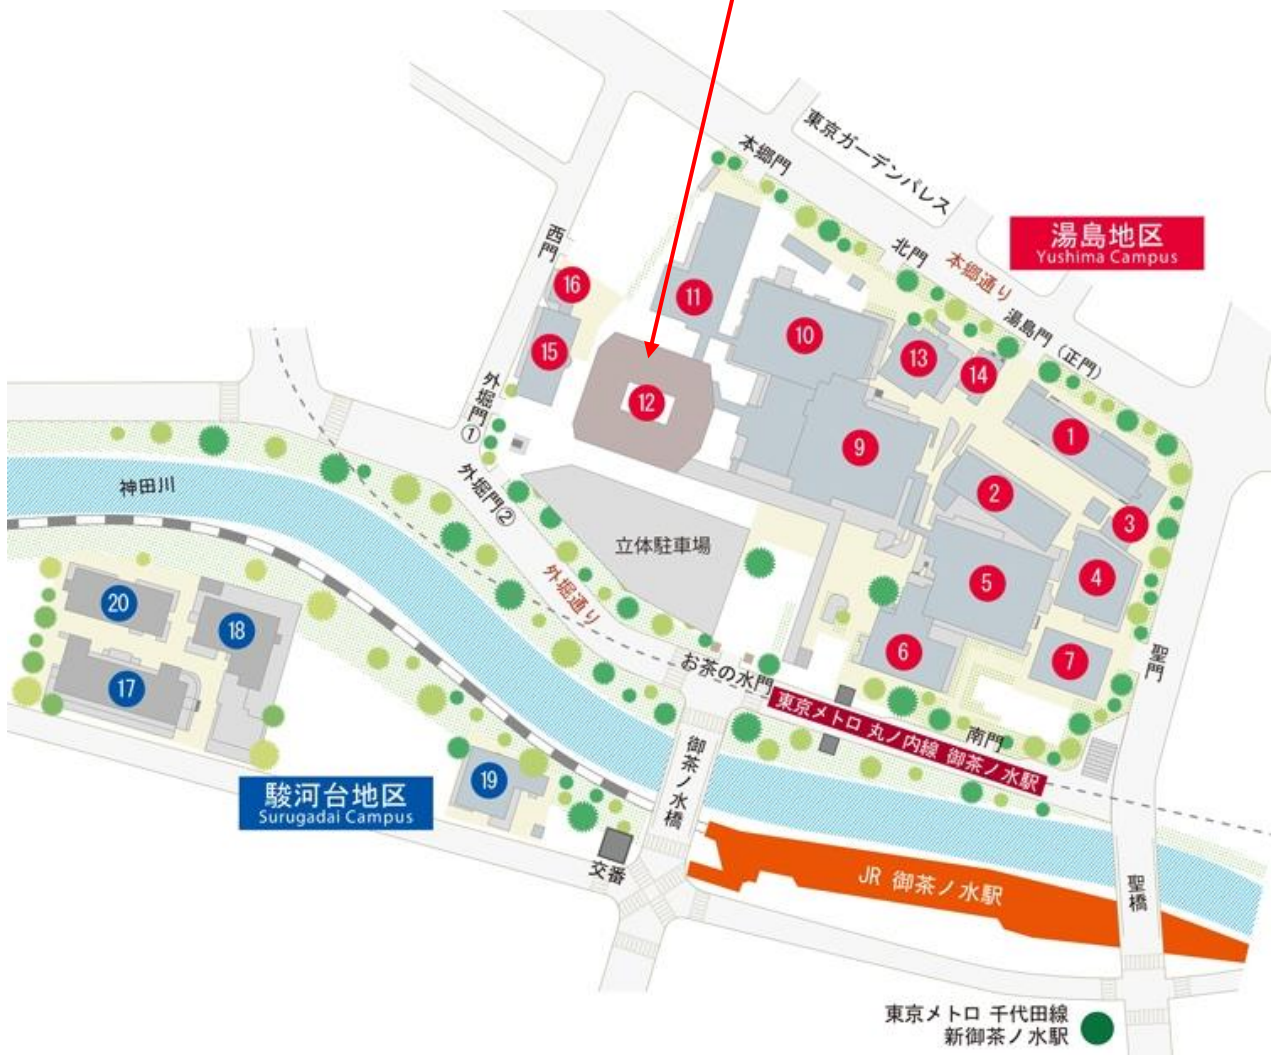 東京ガーデンパレス
本郷門
西門
北門
本郷通り
湯島地区
Yushima Campus
湯島門（正門）
16
11
10
13
14
15
12
1
9
外堀門①
外堀門②
2
3
神田川
立体駐車場
5
4
外堀通り
20
18
6
7
聖門
17
お茶の水門
東京メトロ 丸ノ内線 御茶ノ水駅
南門
駿河台地区
Surugadai Campus
19
御茶ノ水橋
交番
JR 御茶ノ水駅
聖橋
東京メトロ 千代田線
新御茶ノ水駅